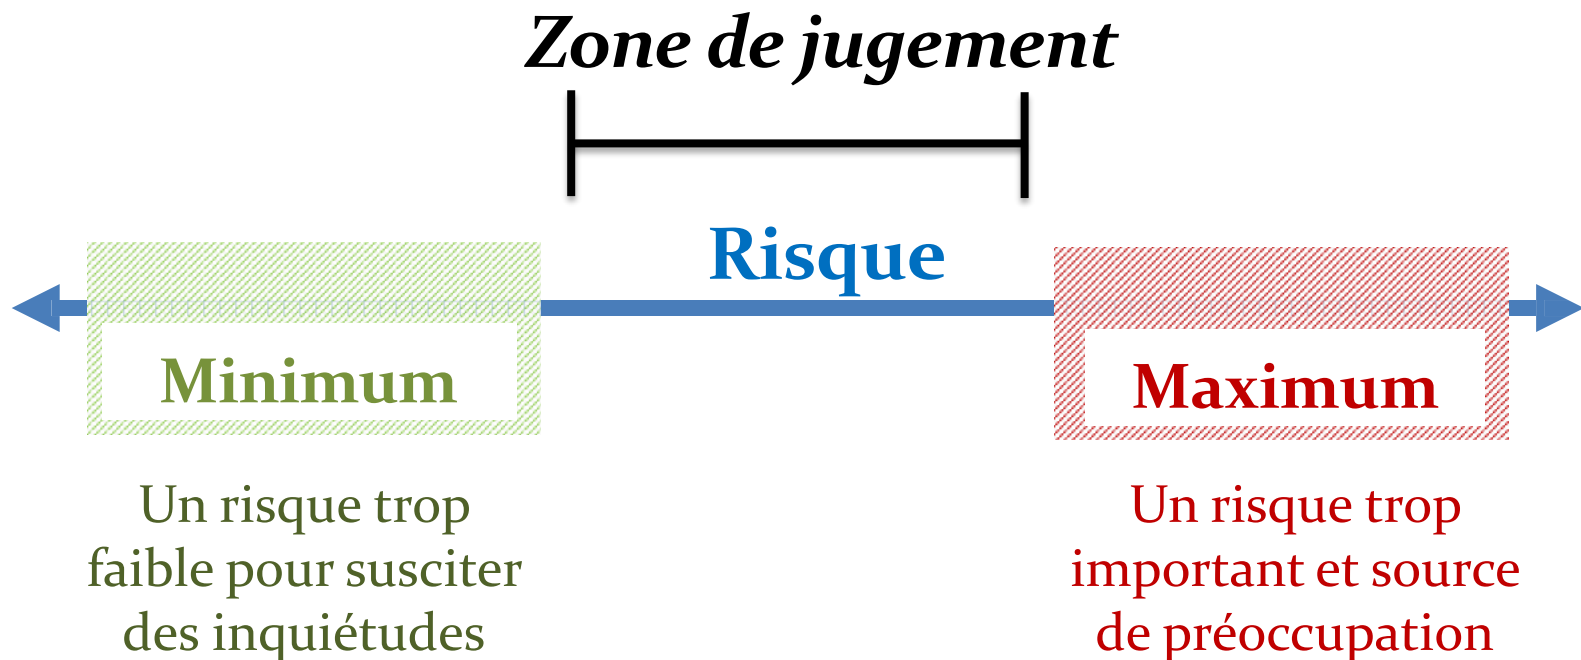 Zone de jugement
Risque
Minimum
Maximum
Un risque trop
faible pour susciter
des inquiétudes
Un risque trop
important et source
de préoccupation